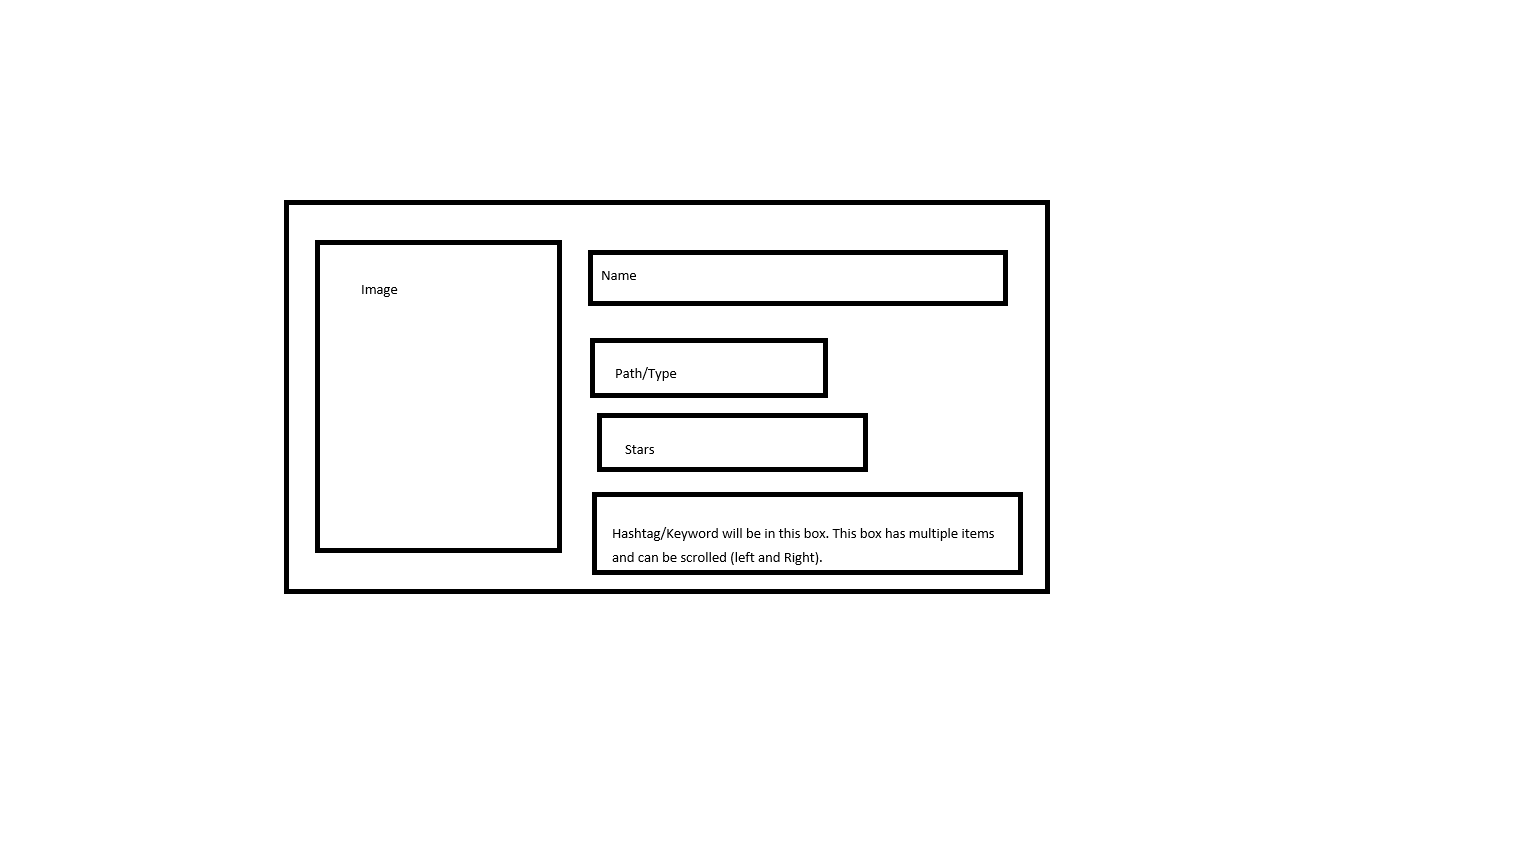 Image
Name
Path/Type
Stars
Hashtag/Keyword will be in this box. This box has multiple items
and can be scrolled (left and Right).